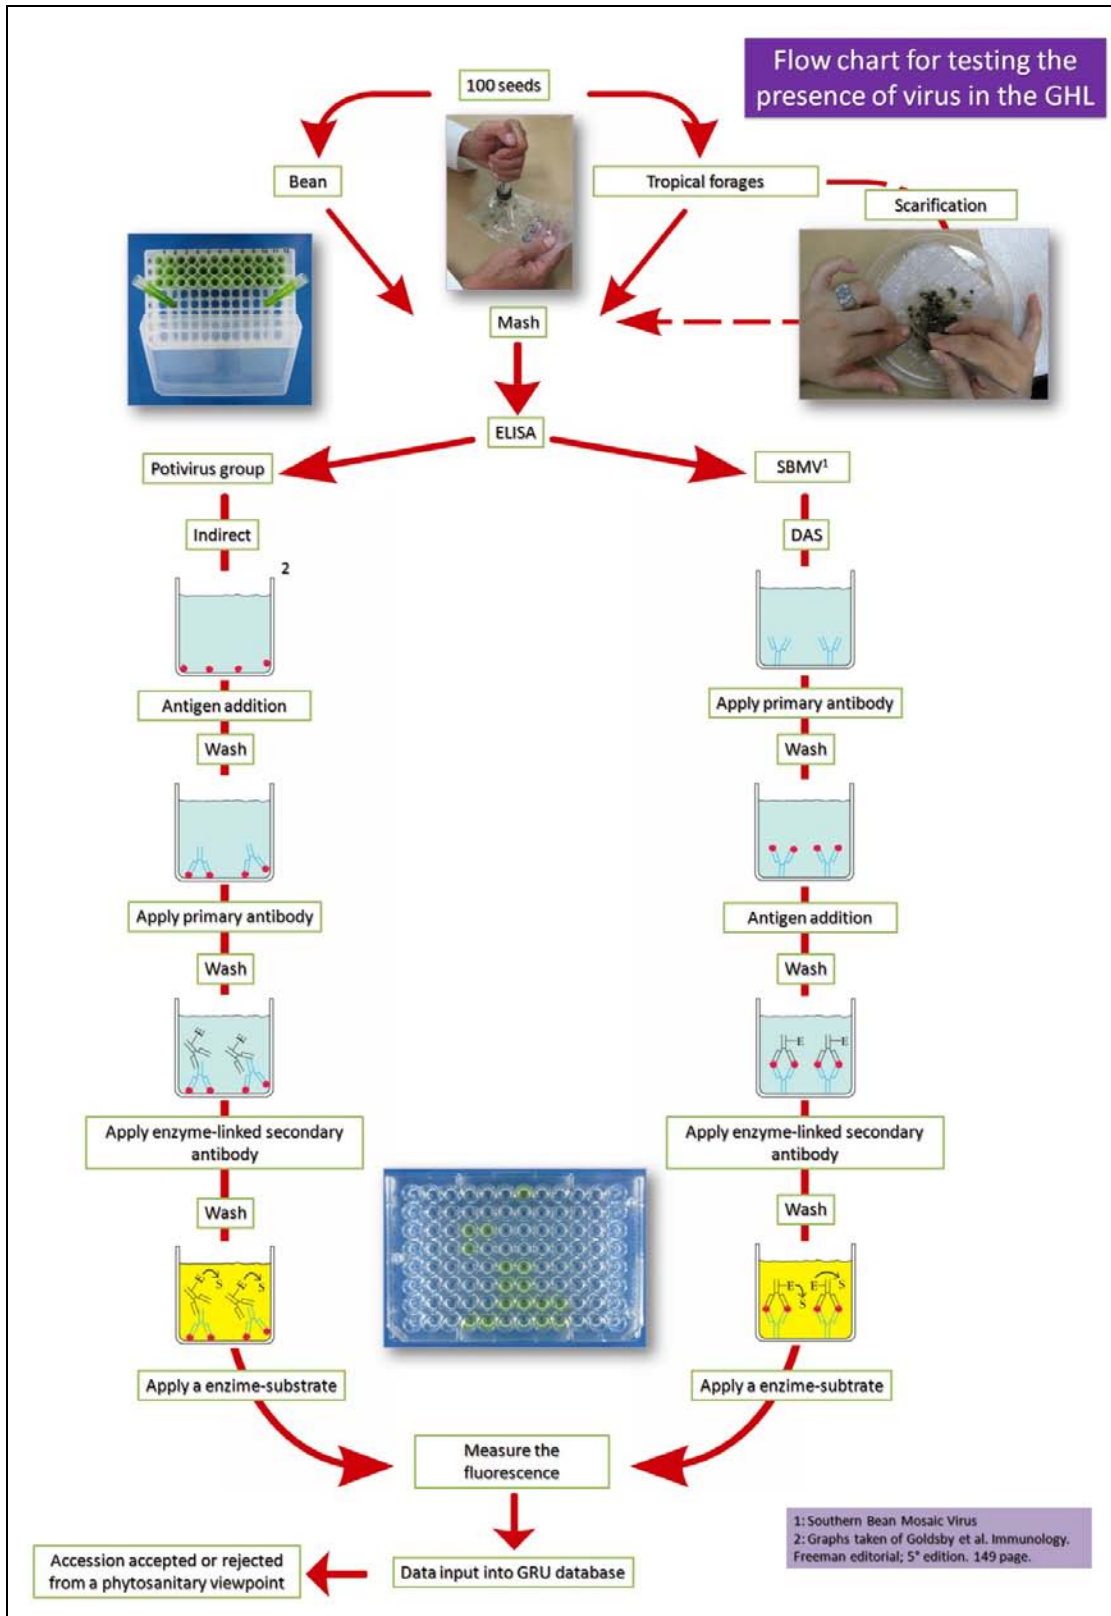 Flow chart for testing the
presence of virus in the GHL
100 seeds
Bean
Tropical forages
Scarification
Mash
ELISA
Potivirus group
SBMV¹
Indirect
DAS
2
Antigen addition
Apply primary antibody
Wash
Wash
Apply primary antibody
Antigen addition
Wash
Wash
E
E
Apply enzyme-linked secondary
antibody
Apply enzyme-linked secondary
antibody
Wash
Wash
E S E S
E S E S
Apply a enzime-substrate
Apply a enzime-subtrate
Measure the
fluorescence
1: Southern Bean Mosaic Virus
2: Graphs taken of Goldsby et al. Immunology.
Freeman editorial; 5° edition. 149 page.
Accession accepted or rejected
from a phytosanitary viewpoint
Data input into GRU database